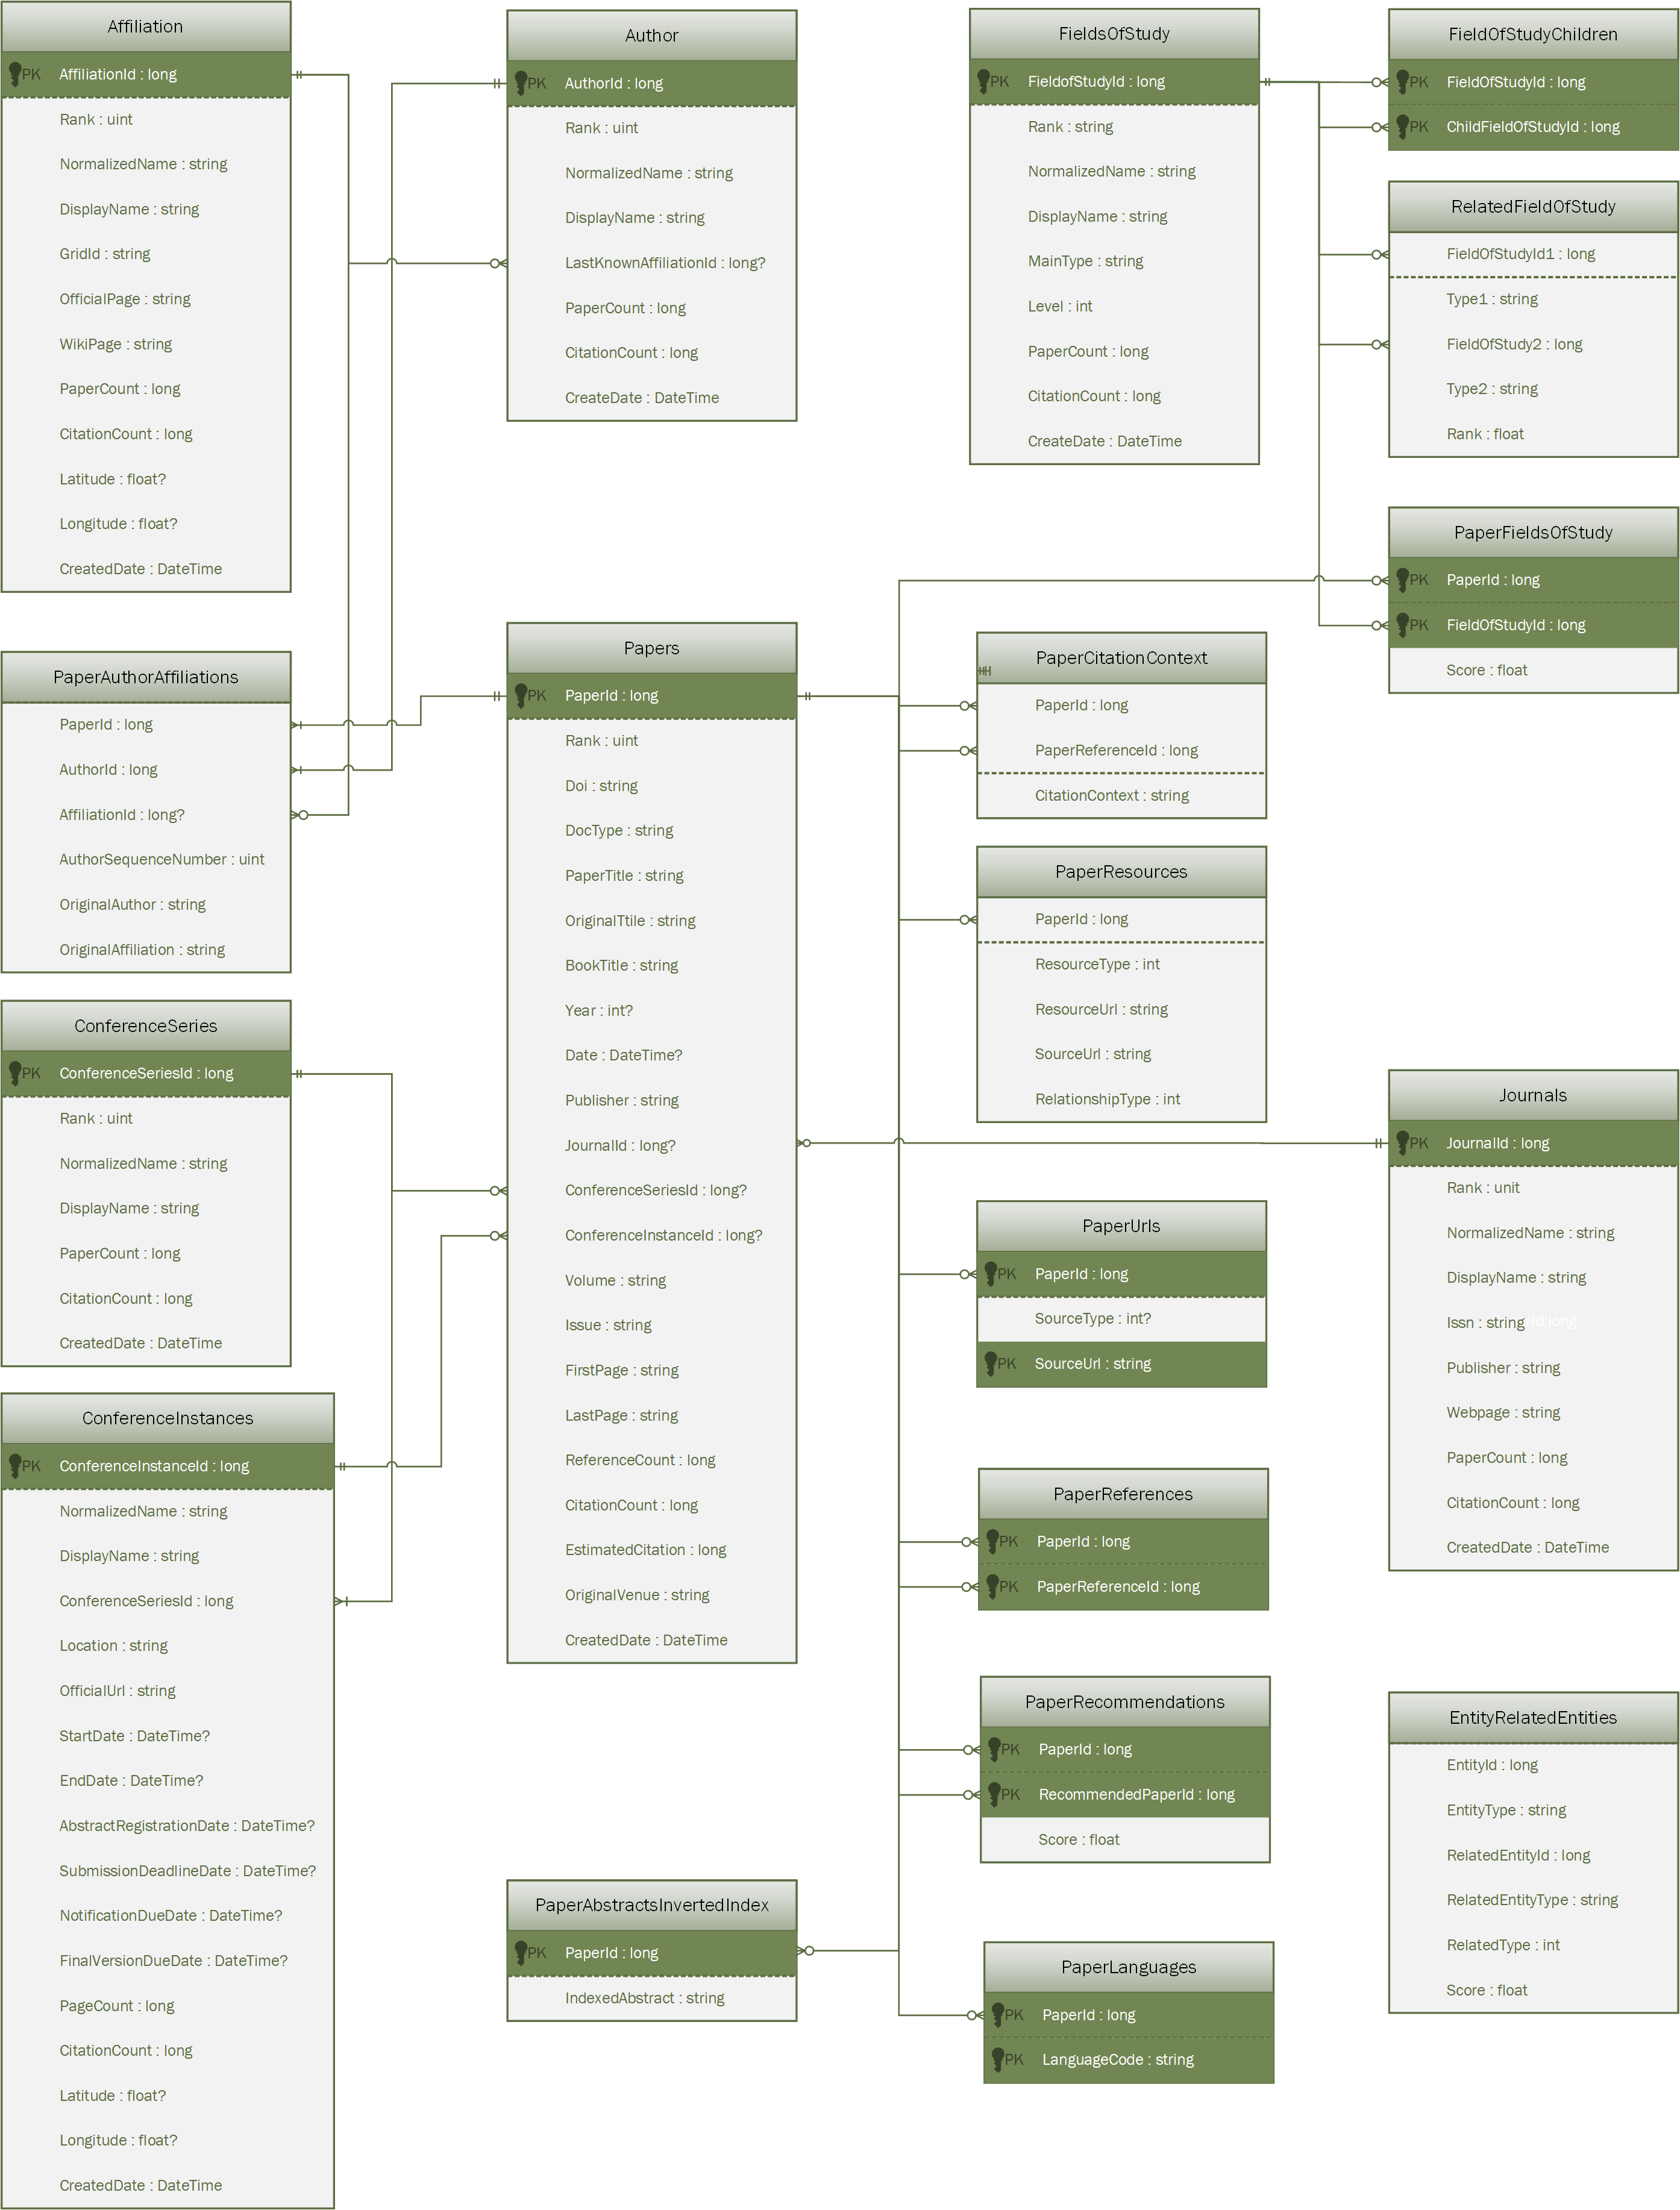 Affiliation
PK AffiliationId : long
Rank : uint
NormalizedName : string
DisplayName : string
GridId : string
OfficialPage : string
WikiPage : string
PaperCount : long
CitationCount : long
Latitude : float?
Longitude : float?
CreatedDate : DateTime
Author
PK AuthorId : long
Rank : uint
NormalizedName : string
DisplayName : string
LastKnownAffiliationId : long?
PaperCount : long
CitationCount : long
CreateDate : DateTime
FieldsOfStudy
PK FieldofStudyId : long
Rank : string
NormalizedName : string
DisplayName : string
MainType : string
Level : int
PaperCount : long
CitationCount : long
CreateDate : DateTime
FieldOfStudyChildren
PK FieldOfStudyId : long
PK ChildFieldOfStudyId : long
RelatedFieldOfStudy
FieldOfStudyId1 : long
Type1 : string
FieldOfStudy2 : long
Type2 : string
Rank : float
PaperFieldsOfStudy
PK PaperId : long
PK FieldOfStudyId : long
Score : float
PaperAuthorAffiliations
PaperId : long
AuthorId : long
AffiliationId : long?
AuthorSequenceNumber : uint
OriginalAuthor : string
OriginalAffiliation : string
Papers
PK PaperId : long
Rank : uint
Doi : string
DocType : string
PaperTitle : string
OriginalTtile : string
BookTitle : string
Year : int?
Date : DateTime?
Publisher : string
JournalId : long?
ConferenceSeriesId : long?
ConferenceInstanceId : long?
Volume : string
Issue : string
FirstPage : string
LastPage : string
ReferenceCount : long
CitationCount : long
EstimatedCitation : long
OriginalVenue : string
CreatedDate : DateTime
PaperCitationContext
PaperId : long
PaperReferenceId : long
CitationContext : string
PaperResources
PaperId : long
ResourceType : int
ResourceUrl : string
SourceUrl : string
RelationshipType : int
ConferenceSeries
PK ConferenceSeriesId : long
Rank : uint
NormalizedName : string
DisplayName : string
PaperCount : long
CitationCount : long
CreatedDate : DateTime
Journals
PK JournalId : long
Rank : unit
NormalizedName : string
DisplayName : string
Issn : string
Publisher : string
Webpage : string
PaperCount : long
CitationCount : long
CreatedDate : DateTime
PaperUrls
PK PaperId : long
SourceType : int?
PK SourceUrl : string
ConferenceInstances
PK ConferenceInstanceId : long
NormalizedName : string
DisplayName : string
ConferenceSeriesId : long
Location : string
OfficialUrl : string
StartDate : DateTime?
EndDate : DateTime?
AbstractRegistrationDate : DateTime?
SubmissionDeadlineDate : DateTime?
NotificationDueDate : DateTime?
FinalVersionDueDate : DateTime?
PageCount : long
CitationCount : long
Latitude : float?
Longitude : float?
CreatedDate : DateTime
PaperReferences
PK PaperId : long
PK PaperReferenceId : long
PaperRecommendations
PK PaperId : long
PK RecommendedPaperId : long
Score : float
EntityRelatedEntities
EntityId : long
EntityType : string
RelatedEntityId : long
RelatedEntityType : string
RelatedType : int
Score : float
PaperAbstractsInvertedIndex
PK PaperId : long
IndexedAbstract : string
PaperLanguages
PK PaperId : long
PK LanguageCode : string